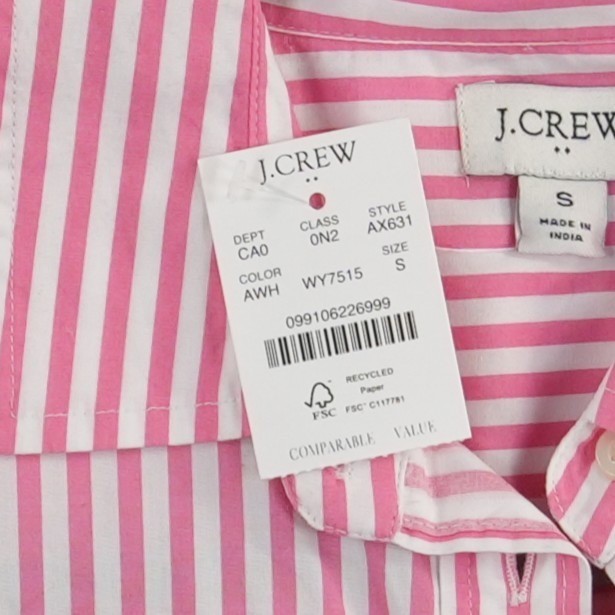 J.CREW
S
MADE IN
INDIA
J.CREW
DEPT CLASS STYLE
CA0 0N2 AX631
COLOR SIZE
AWH WY7515 S
099106226999
FSC
RECYCLED
Paper
FSC™ C117781
COMPARABLE VALUE